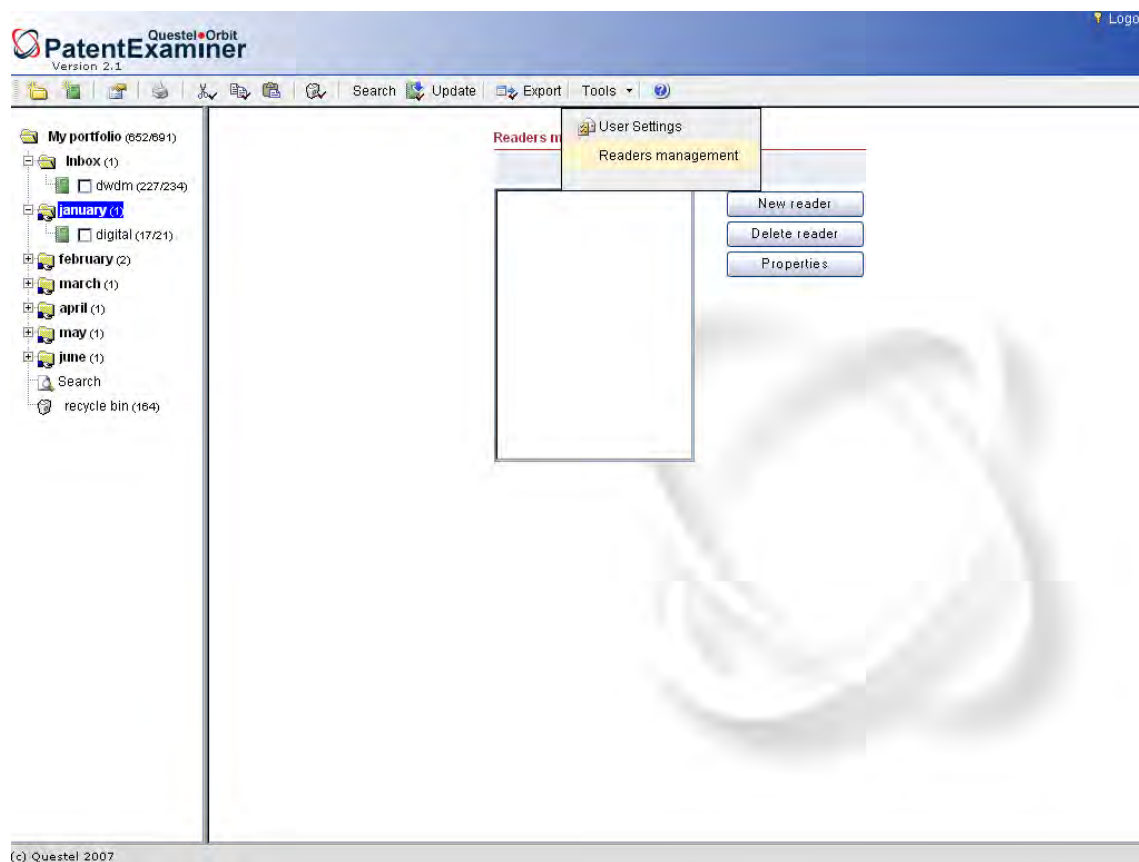 Questel•Orbit
PatentExaminer
Version 2.1
Logo
Search Update Export Tools
User Settings
Readers management
Readers m
My portfolio (652/691)
Inbox (1)
dwdm (227/234)
january (1)
digital (17/21)
february (2)
march (1)
april (1)
may (1)
june (1)
Search
recycle bin (164)
New reader
Delete reader
Properties
(c) Questel 2007